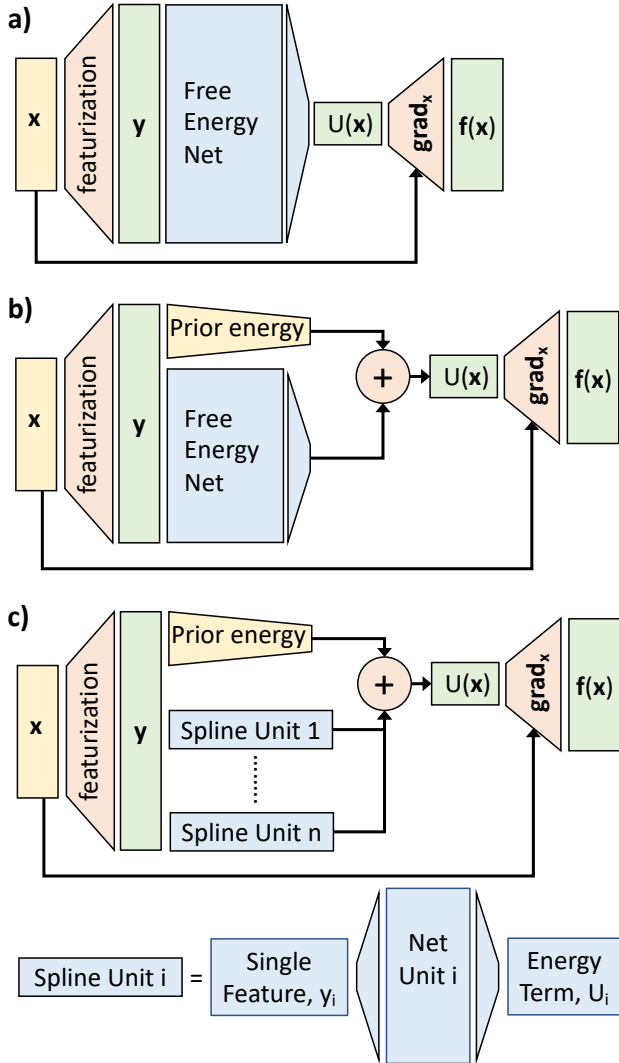 a)
x
featurization
y
Free
Energy
Net
U(x)
grad_x
f(x)
b)
x
featurization
y
Prior energy
Free
Energy
Net
+
U(x)
grad_x
f(x)
c)
x
featurization
y
Prior energy
Spline Unit 1
Spline Unit n
+
U(x)
grad_x
f(x)
Spline Unit i
=
Single
Feature, y_i
Net
Unit i
Energy
Term, U_i